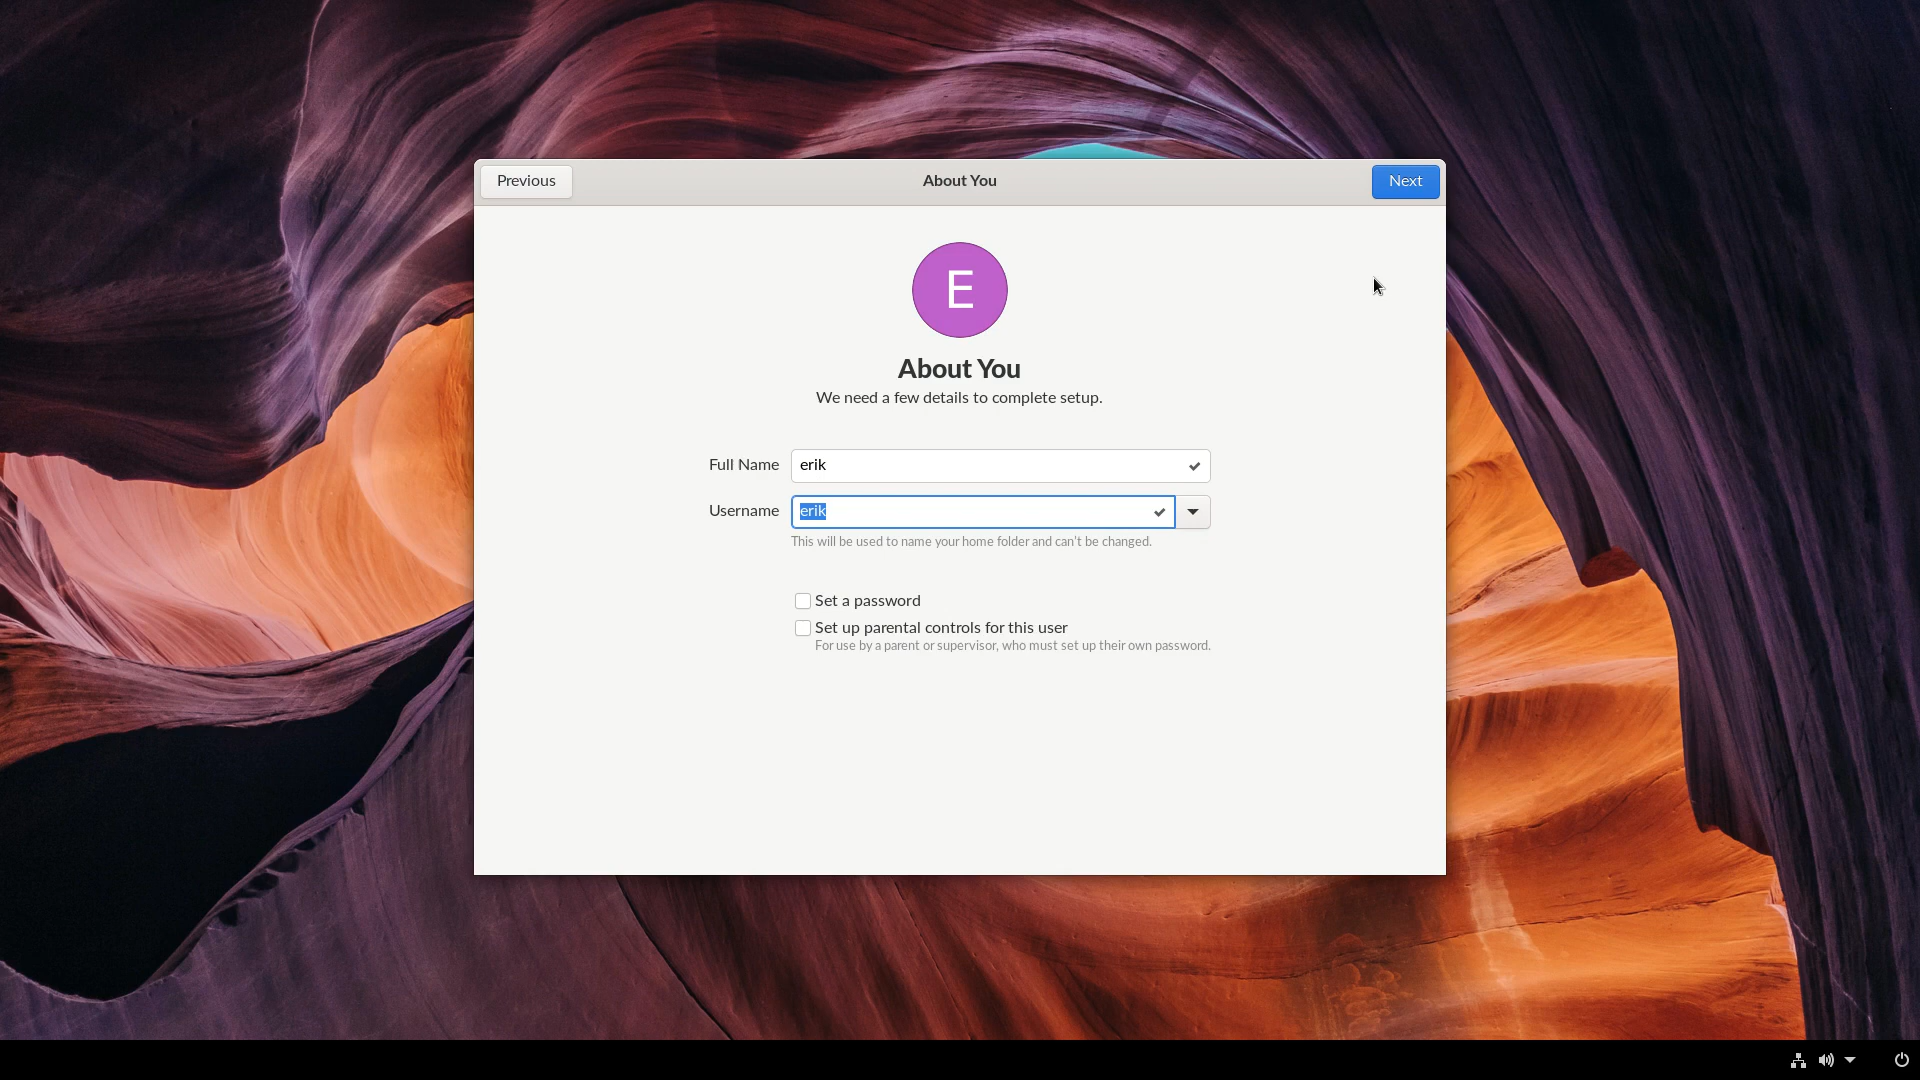 Previous
About You
Next
E
About You
We need a few details to complete setup.
Full Name erik
Username erik
This will be used to name your home folder and can't be changed.
Set a password
Set up parental controls for this user
For use by a parent or supervisor, who must set up their own password.